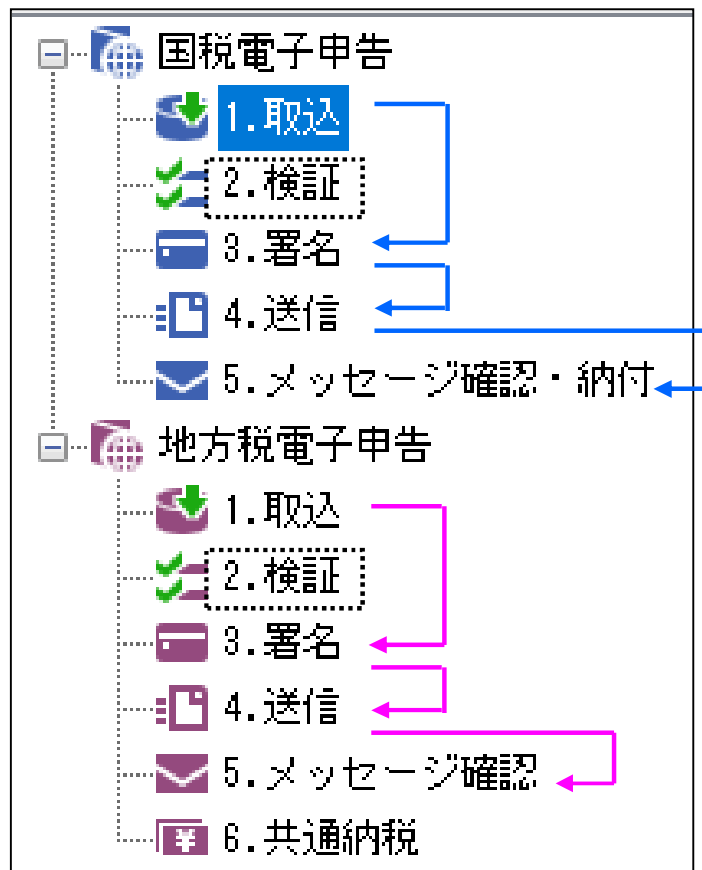 国税電子申告
1.取込
2.検証
3.署名
4.送信
5.メッセージ確認・納付
地方税電子申告
1.取込
2.検証
3.署名
4.送信
5.メッセージ確認
6.共通納税